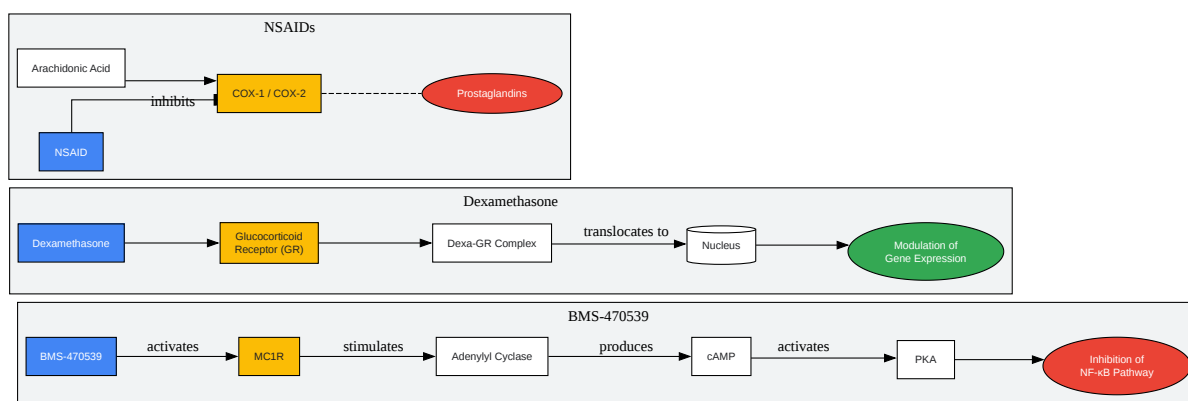 NSAIDs
Arachidonic Acid
COX-1 / COX-2
Prostaglandins
inhibits
NSAID
Dexamethasone
Dexamethasone
Glucocorticoid
Receptor (GR)
Dexa-GR Complex
translocates to
Nucleus
Modulation of
Gene Expression
BMS-470539
BMS-470539
activates
MC1R
stimulates
Adenylyl Cyclase
produces
cAMP
activates
PKA
Inhibition of
NF-κB Pathway